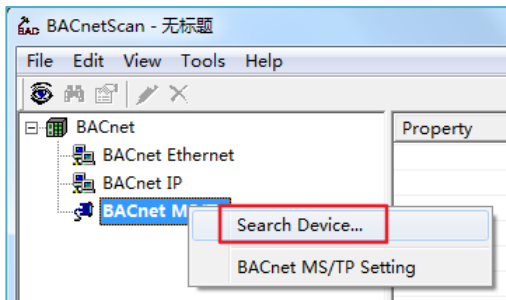 BACnetScan - 无标题
File Edit View Tools Help
BACnet
Property
BACnet Ethernet
BACnet IP
BACnet
Search Device...
BACnet MS/TP Setting